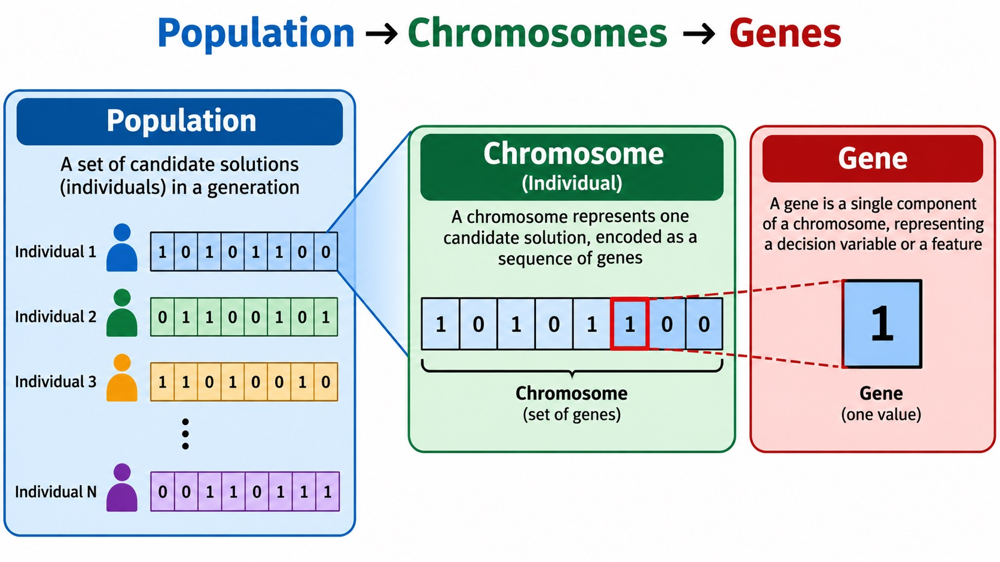 Population → Chromosomes → Genes
Population
A set of candidate solutions
(individuals) in a generation
Individual 1
1 0 1 0 1 1 0 0
Individual 2
0 1 1 0 0 1 0 1
Individual 3
1 1 0 1 0 0 1 0
Individual N
0 0 1 1 0 1 1 1
Chromosome
(Individual)
A chromosome represents one
candidate solution, encoded as a
sequence of genes
1 0 1 0 1 1 0 0
Chromosome
(set of genes)
Gene
A gene is a single component
of a chromosome, representing
a decision variable or a feature
1
Gene
(one value)